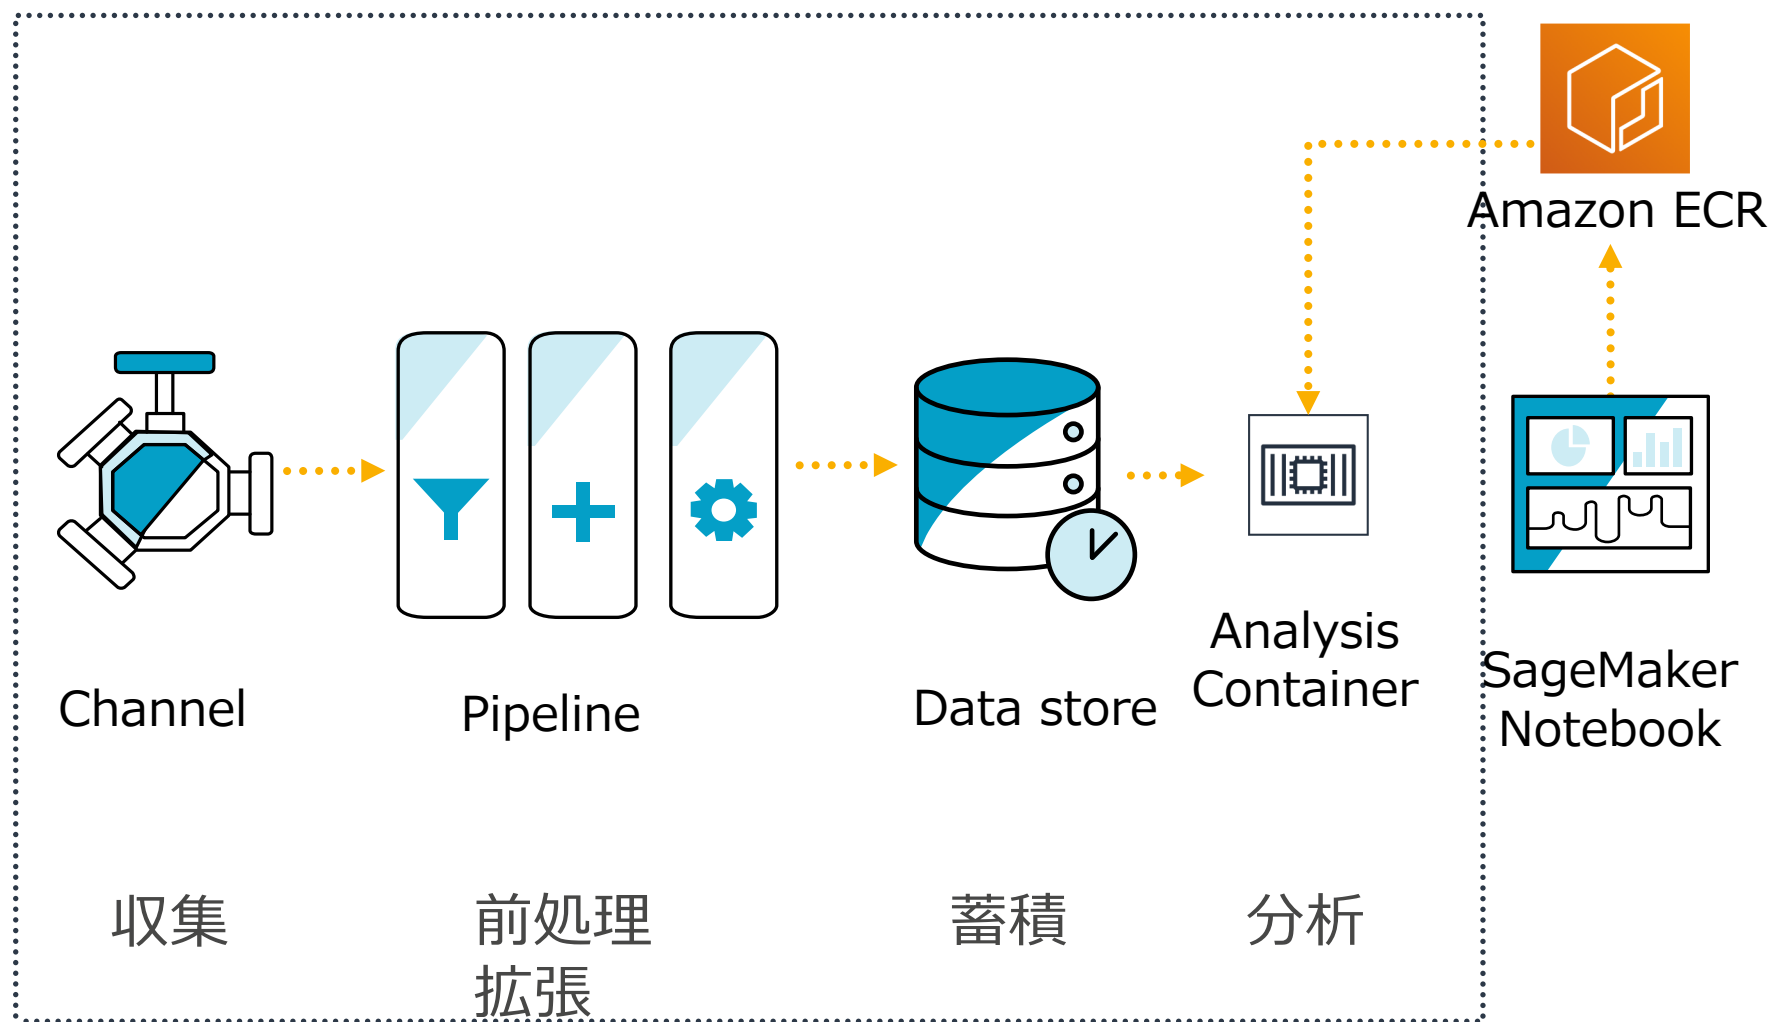 Amazon ECR
Channel
Pipeline
Data store
Analysis
Container
SageMaker
Notebook
収集
前処理
拡張
蓄積
分析